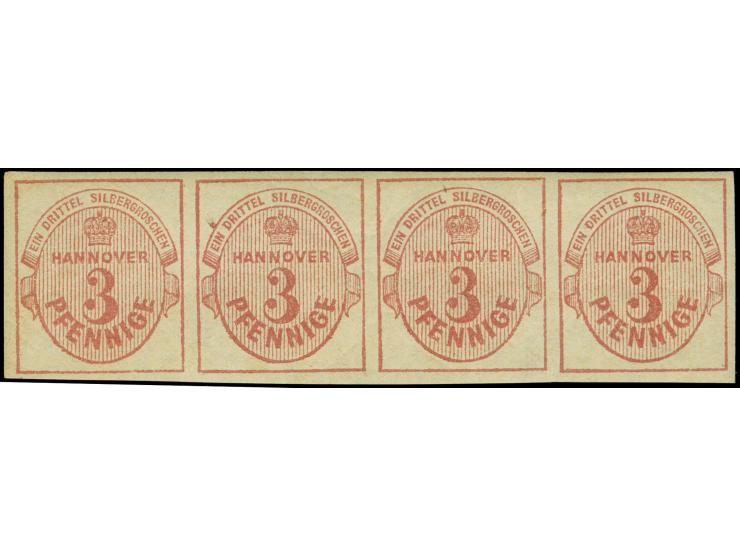 EIN DRITTEL SILBERGROSCHEN
HANNOVER
3
PFENNIGE
EIN DRITTEL SILBERGROSCHEN
HANNOVER
3
PFENNIGE
EIN DRITTEL SILBERGROSCHEN
HANNOVER
3
PFENNIGE
EIN DRITTEL SILBERGROSCHEN
HANNOVER
3
PFENNIGE